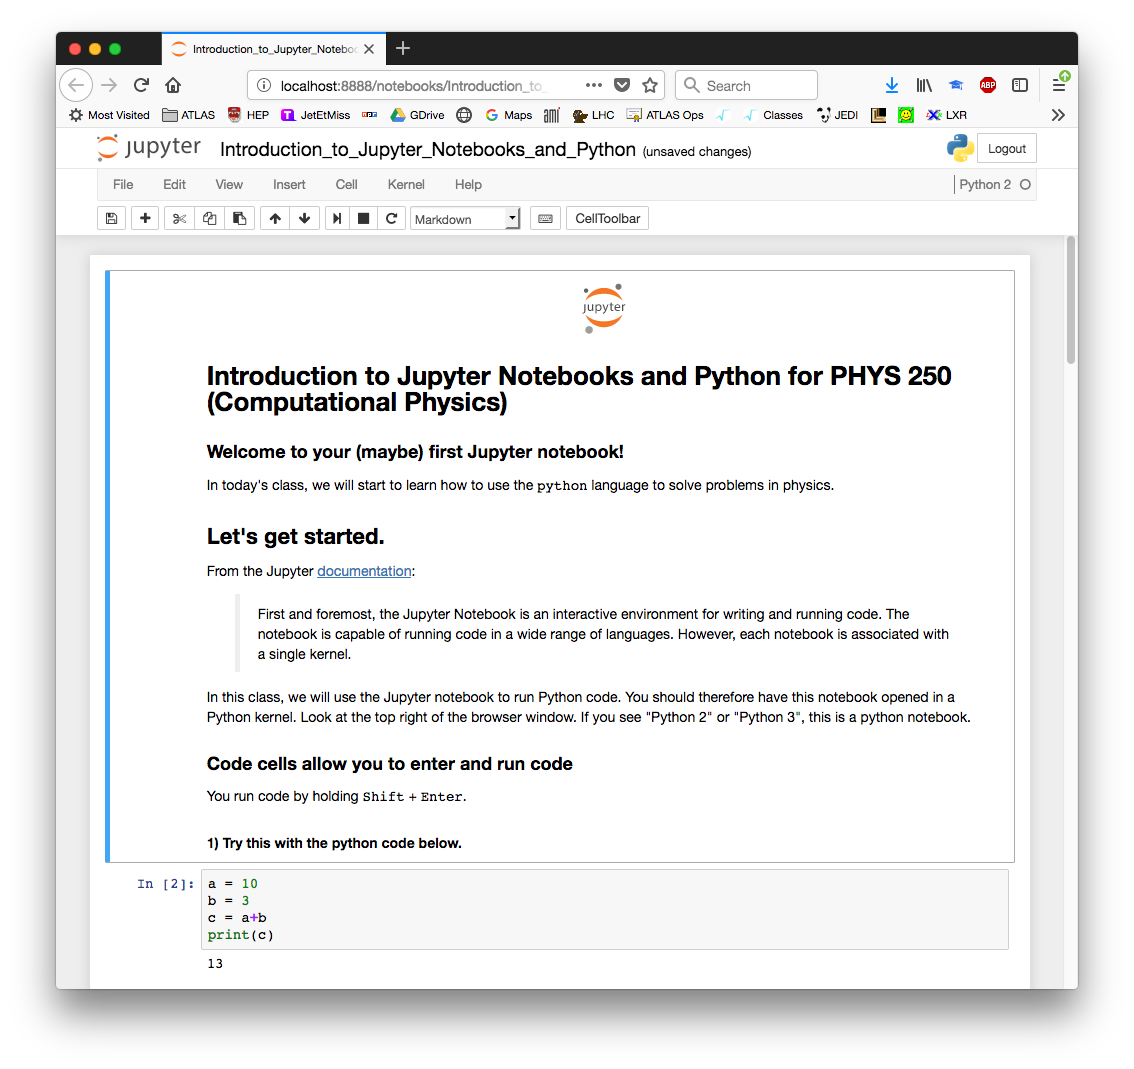 Introduction_to_Jupyter_Notebo
localhost:8888/notebooks/Introduction_to_
Search
ABP
Most Visited ATLAS HEP JetEtMiss GDrive Maps LHC ATLAS Ops Classes JEDI LXR
jupyter Introduction_to_Jupyter_Notebooks_and_Python (unsaved changes) Logout
File Edit View Insert Cell Kernel Help Python 2
Markdown CellToolbar
jupyter
Introduction to Jupyter Notebooks and Python for PHYS 250
(Computational Physics)
Welcome to your (maybe) first Jupyter notebook!
In today's class, we will start to learn how to use the python language to solve problems in physics.
Let's get started.
From the Jupyter documentation:
First and foremost, the Jupyter Notebook is an interactive environment for writing and running code. The
notebook is capable of running code in a wide range of languages. However, each notebook is associated with
a single kernel.
In this class, we will use the Jupyter notebook to run Python code. You should therefore have this notebook opened in a
Python kernel. Look at the top right of the browser window. If you see "Python 2" or "Python 3", this is a python notebook.
Code cells allow you to enter and run code
You run code by holding Shift + Enter.
1) Try this with the python code below.
In [2]: a = 10
b = 3
c = a+b
print(c)
13